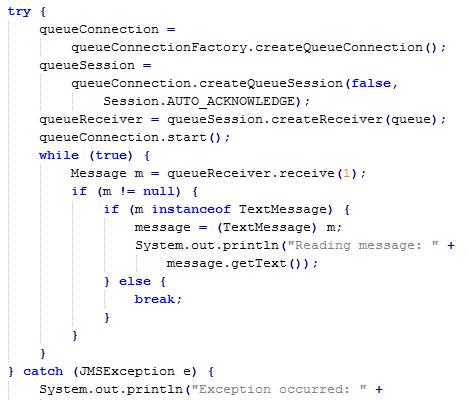 try {
    queueConnection =
        queueConnectionFactory.createQueueConnection();
    queueSession =
        queueConnection.createQueueSession(false,
            Session.AUTO_ACKNOWLEDGE);
    queueReceiver = queueSession.createReceiver(queue);
    queueConnection.start();
    while (true) {
        Message m = queueReceiver.receive(1);
        if (m != null) {
            if (m instanceof TextMessage) {
                message = (TextMessage) m;
                System.out.println("Reading message: " +
                    message.getText());
            } else {
                break;
            }
        }
    }
} catch (JMSException e) {
    System.out.println("Exception occurred: " +